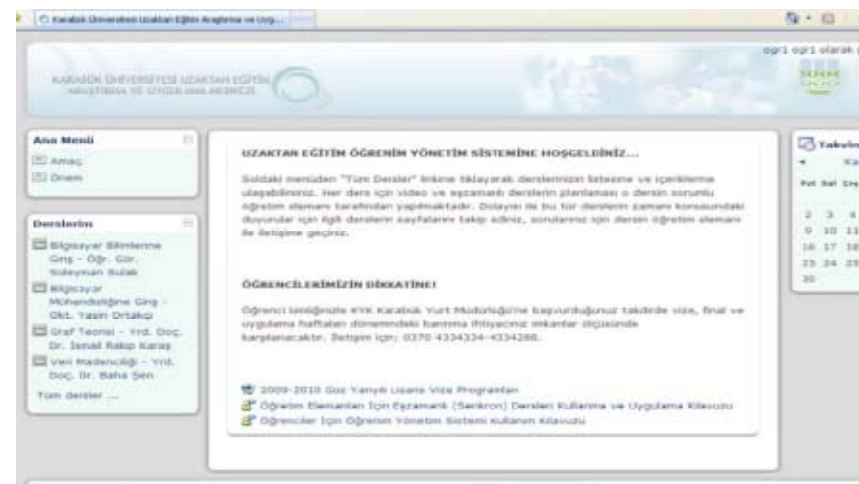 Karabük Üniversitesi Uzaktan Eğitim Araştırma ve Uyg...
ogr1 ogr1 olarak
KARABÜK ÜNİVERSİTESİ UZAKTAN EĞİTİM
ARAŞTIRMA VE UYGULAMA MERKEZİ
Ana Menü
Amaç
Önem
Derslerim
Bilgisayar Bilimlerine
Giriş - Öğr. Gör.
Süleyman Sulak
Bilgisayar
Mühendisliğine Giriş -
Okt. Yasin Ortakçı
Graf Teorisi - Yrd. Doç.
Dr. İsmail Rakıp Karaş
Veri Madenciliği - Yrd.
Doç. Dr. Baha Şen
Tüm dersler ...
UZAKTAN EĞİTİM ÖĞRENİM YÖNETİM SİSTEMİNE HOŞGELDİNİZ...
Soldaki menüden "Tüm Dersler" linkine tıklayarak derslerinizin listesine ve içeriklerine
ulaşabilirsiniz. Her ders için video ve eşzamanlı derslerin planlaması o dersin sorumlu
öğretim elemanı tarafından yapılmaktadır. Dolayısı ile bu tür derslerin zamanı konusundaki
duyurular için ilgili derslerin sayfalarını takip ediniz, sorularınız için dersin öğretim elemanı
ile iletişime geçiniz.
ÖĞRENCİLERİMİZİN DİKKATİNE!
Öğrenci kimliğinizle KYK Karabük Yurt Müdürlüğü'ne başvurduğunuz takdirde vize, final ve
uygulama haftaları dönemindeki barınma ihtiyacınız imkanlar ölçüsünde
karşılanacaktır. İletişim için; 0370 4334334-4334288.
2009-2010 Güz Yarıyılı Lisans Vize Programları
Öğretim Elemanları İçin Eşzamanlı (Senkron) Dersleri Kullanma ve Uygulama Kılavuzu
Öğrenciler İçin Öğrenim Yönetim Sistemi Kullanım Kılavuzu
Takvim
Ka
Pzt Sal Çrş
2 3 4
9 10 11
16 17 18
23 24 25
30